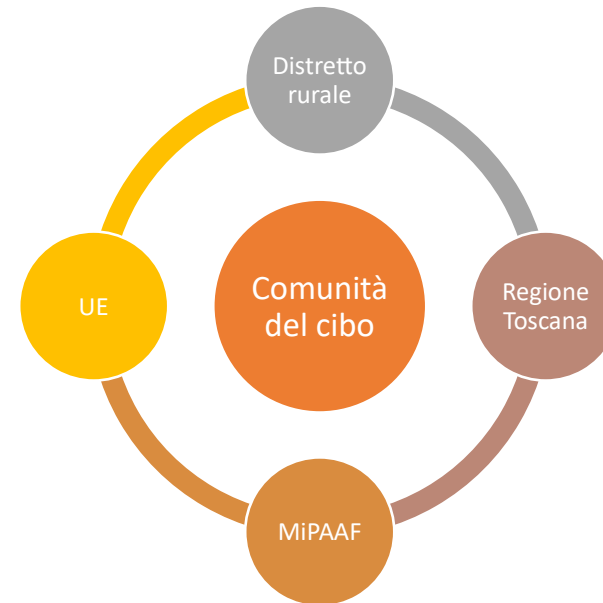 Distretto
rurale
UE
Comunità
del cibo
Regione
Toscana
MiPAAF